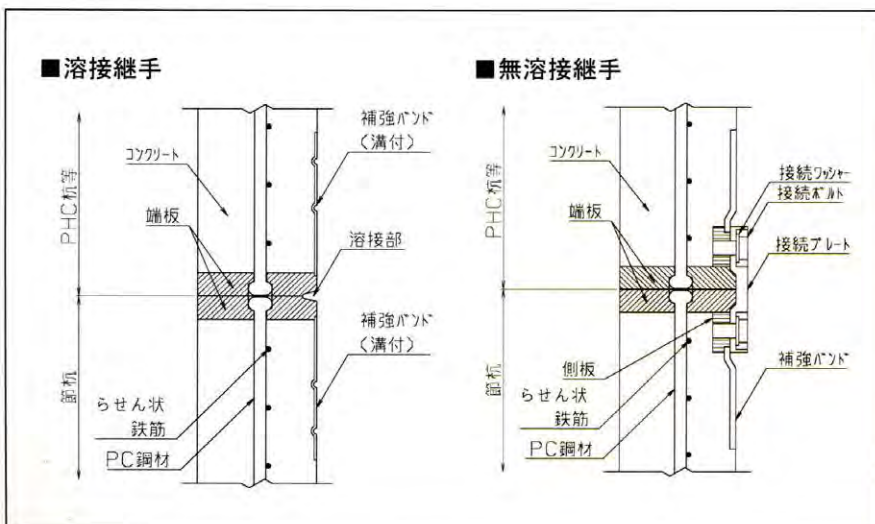 ■溶接継手
補強バンド
(溝付)
コンクリート
PHC杭等
端板
溶接部
節杭
補強バンド
(溝付)
らせん状
鉄筋
PC鋼材
■無溶接継手
コンクリート
接続ワッシャー
接続ボルト
PHC杭等
端板
接続プレート
節杭
側板
補強バンド
らせん状
鉄筋
PC鋼材